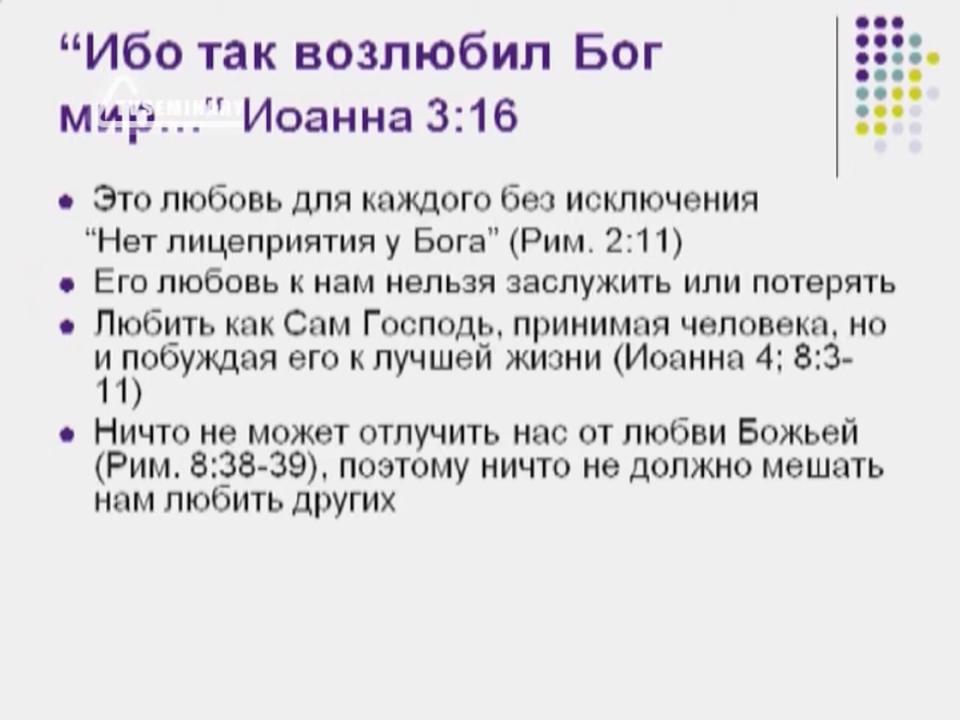 “Ибо так возлюбил Бог
мир...” Иоанна 3:16
TVSEMINARY
Это любовь для каждого без исключения
“Нет лицеприятия у Бога” (Рим. 2:11)
Его любовь к нам нельзя заслужить или потерять
Любить как Сам Господь, принимая человека, но
и побуждая его к лучшей жизни (Иоанна 4; 8:3-
11)
Ничто не может отлучить нас от любви Божьей
(Рим. 8:38-39), поэтому ничто не должно мешать
нам любить других